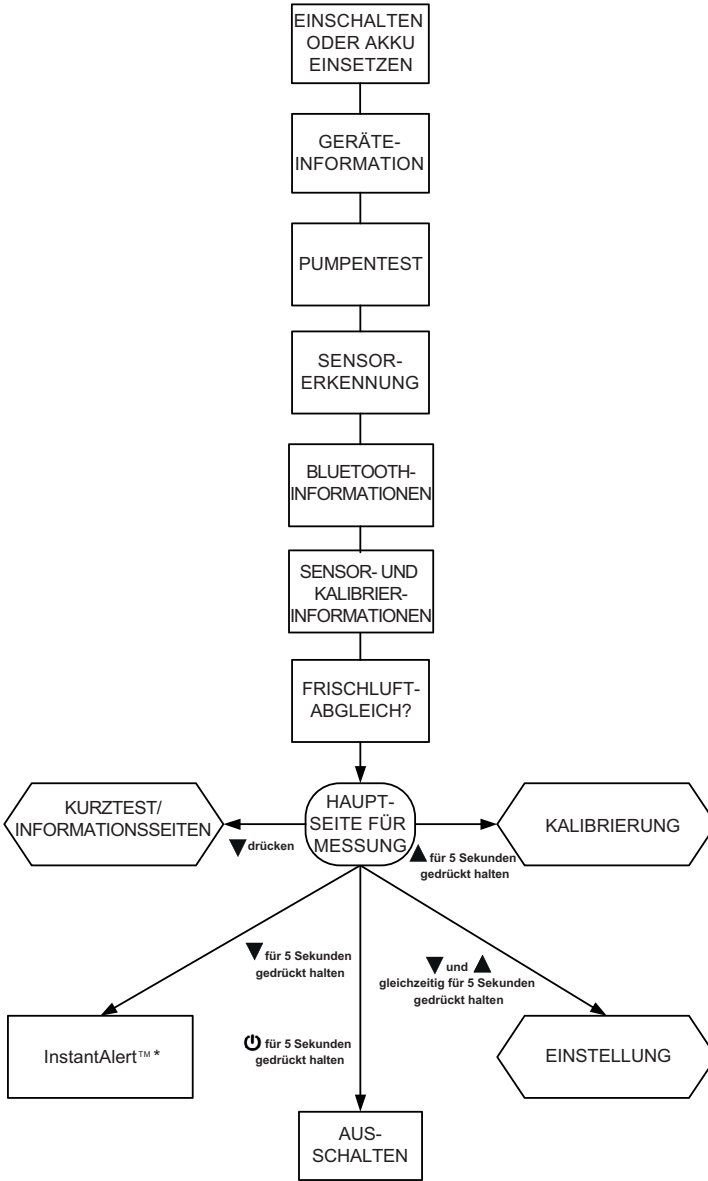 EINSCHALTEN
ODER AKKU
EINSETZEN
GERÄTE-
INFORMATION
PUMPENTEST
SENSOR-
ERKENNUNG
BLUETOOTH-
INFORMATIONEN
SENSOR- UND
KALIBRIER-
INFORMATIONEN
FRISCHLUFT-
ABGLEICH?
KURZTEST/
INFORMATIONSSEITEN
▼ drücken
HAUPT-
SEITE FÜR
MESSUNG
▲ für 5 Sekunden
gedrückt halten
KALIBRIERUNG
▼ für 5 Sekunden
gedrückt halten
▼ und ▲
gleichzeitig für 5 Sekunden
gedrückt halten
⏻ für 5 Sekunden
gedrückt halten
InstantAlert™ *
EINSTELLUNG
AUS-
SCHALTEN